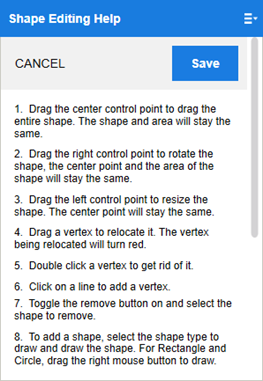 Shape Editing Help
CANCEL
Save
1. Drag the center control point to drag the
entire shape. The shape and area will stay the
same.
2. Drag the right control point to rotate the
shape, the center point and the area of the
shape will stay the same.
3. Drag the left control point to resize the
shape. The center point will stay the same.
4. Drag a vertex to relocate it. The vertex
being relocated will turn red.
5. Double click a vertex to get rid of it.
6. Click on a line to add a vertex.
7. Toggle the remove button on and select the
shape to remove.
8. To add a shape, select the shape type to
draw and draw the shape. For Rectangle and
Circle, drag the right mouse button to draw.